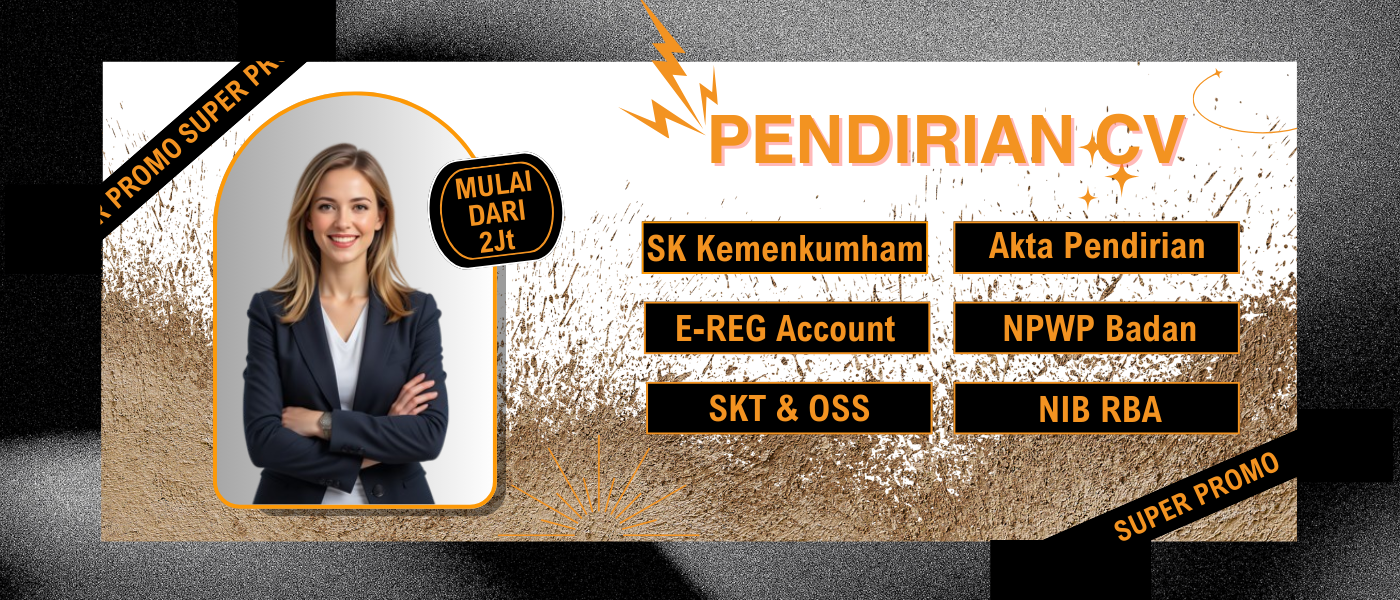 PROMO SUPER
PENDIRIAN CV
MULAI
DARI
2Jt
SK Kemenkumham
Akta Pendirian
E-REG Account
NPWP Badan
SKT & OSS
NIB RBA
SUPER PROMO